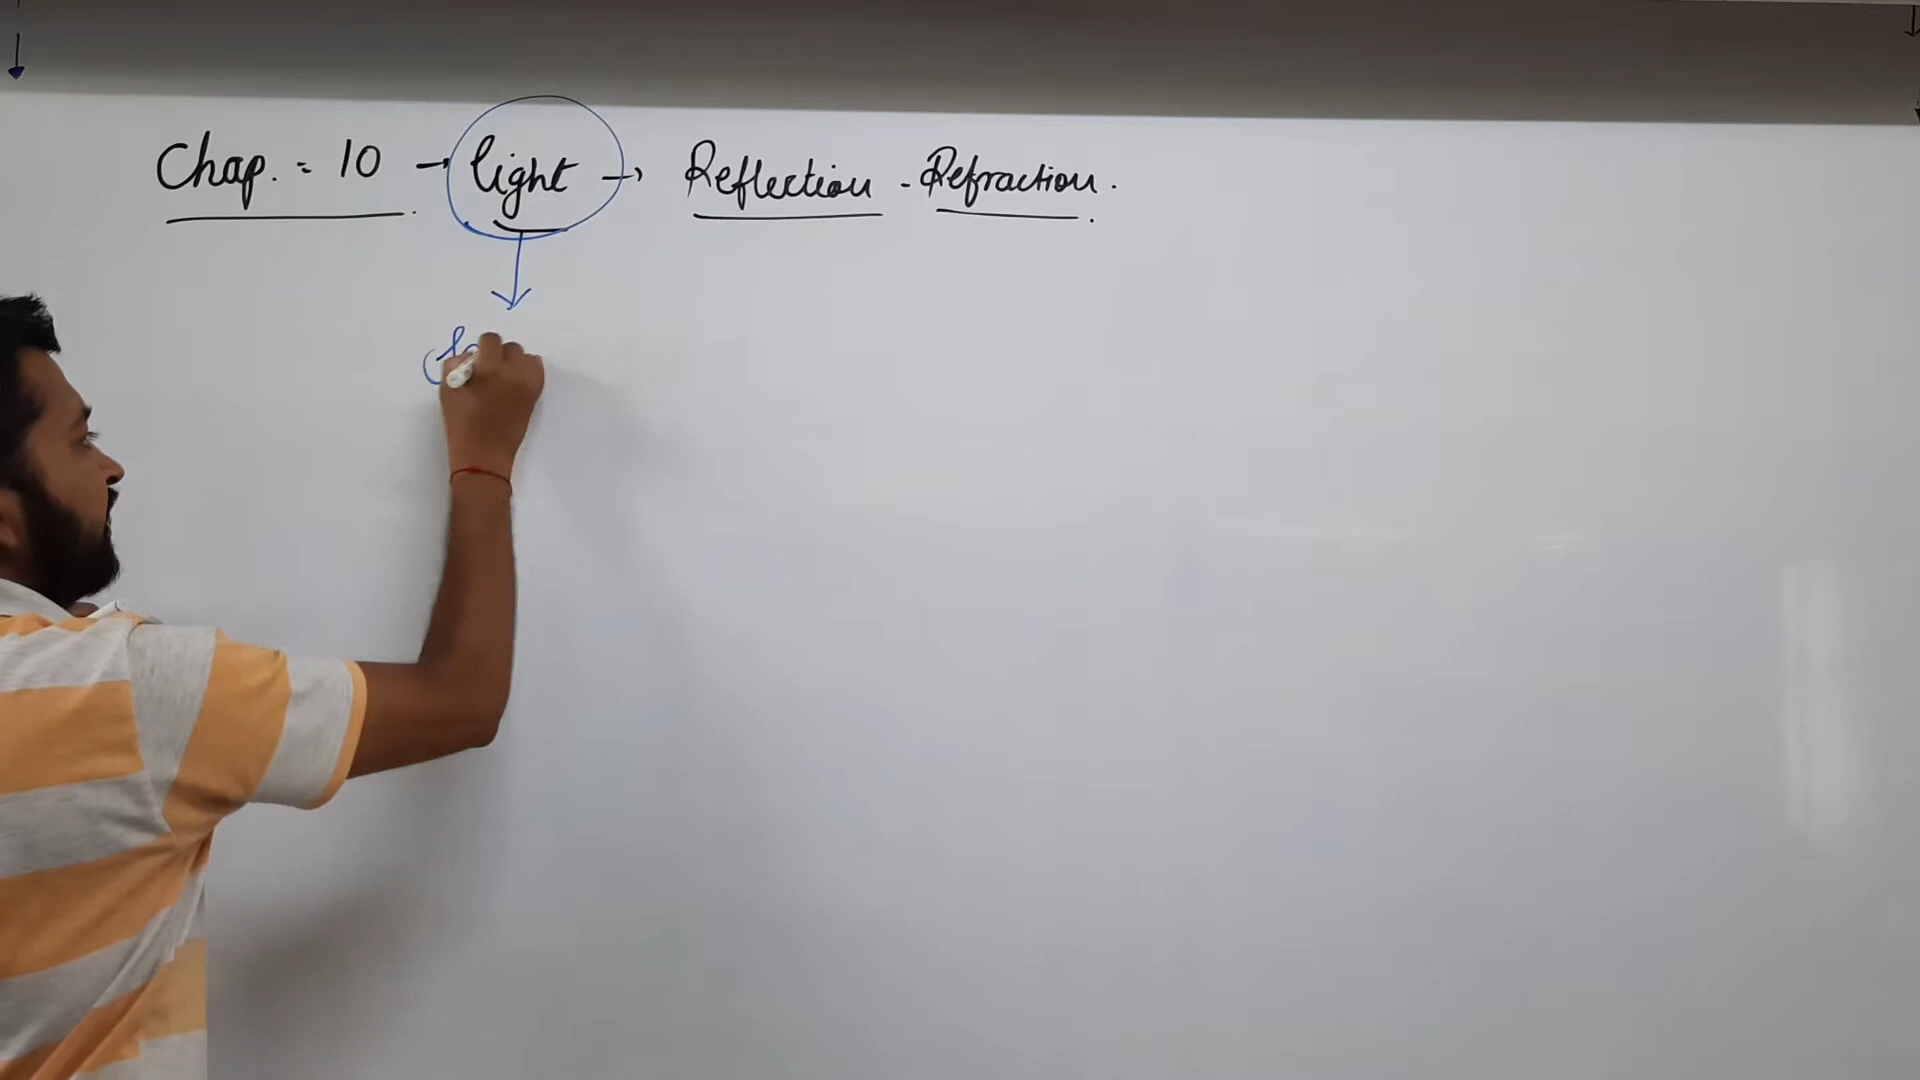 Chap. = 10 → light → Reflection - Refraction.